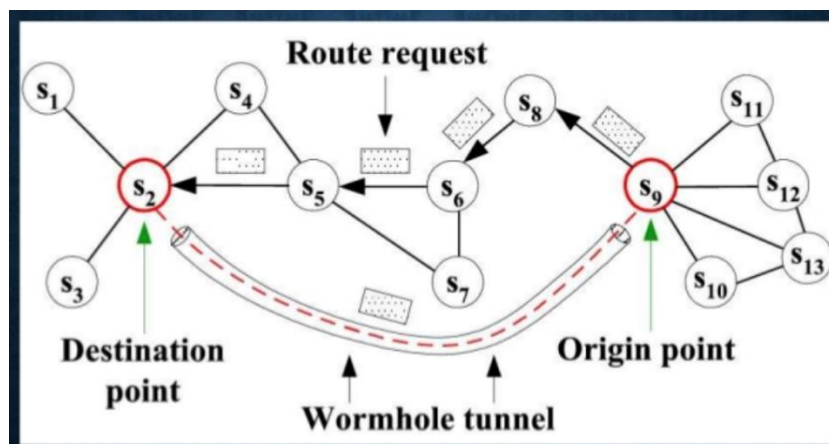 Route request
s1
s4
s8
s11
s2
s5
s6
s9
s12
s3
s7
s10
s13
Destination
point
Origin point
Wormhole tunnel